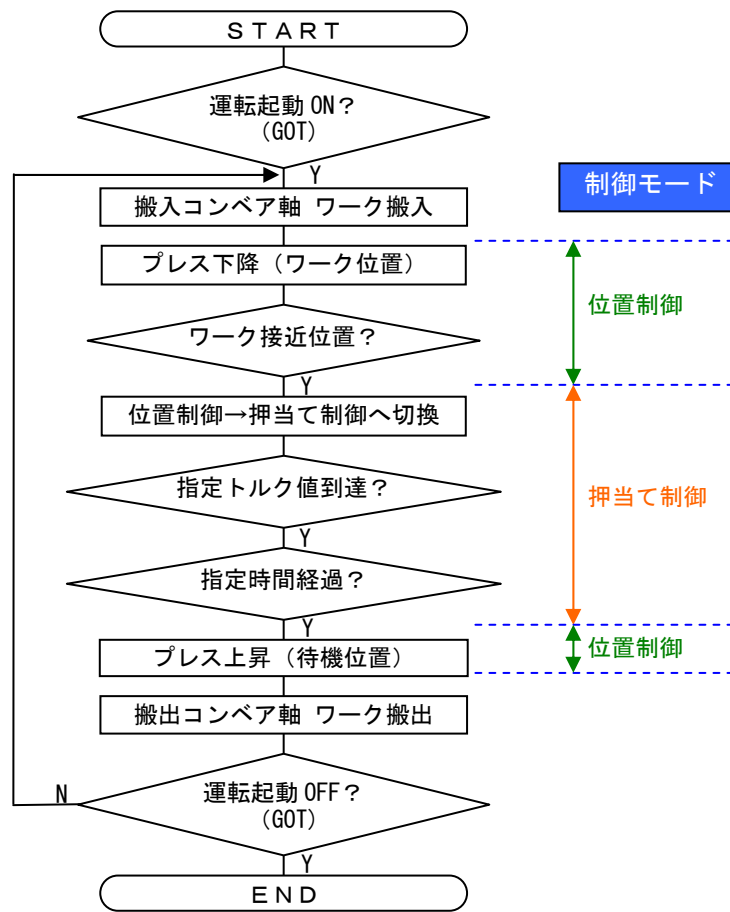 ＳＴＡＲＴ
運転起動 ON？
(GOT)
Y
制御モード
搬入コンベア軸 ワーク搬入
プレス下降（ワーク位置）
位置制御
ワーク接近位置？
Y
位置制御→押当て制御へ切換
指定トルク値到達？
押当て制御
Y
指定時間経過？
Y
プレス上昇（待機位置）
位置制御
搬出コンベア軸 ワーク搬出
N
運転起動 OFF？
(GOT)
Y
ＥＮＤ